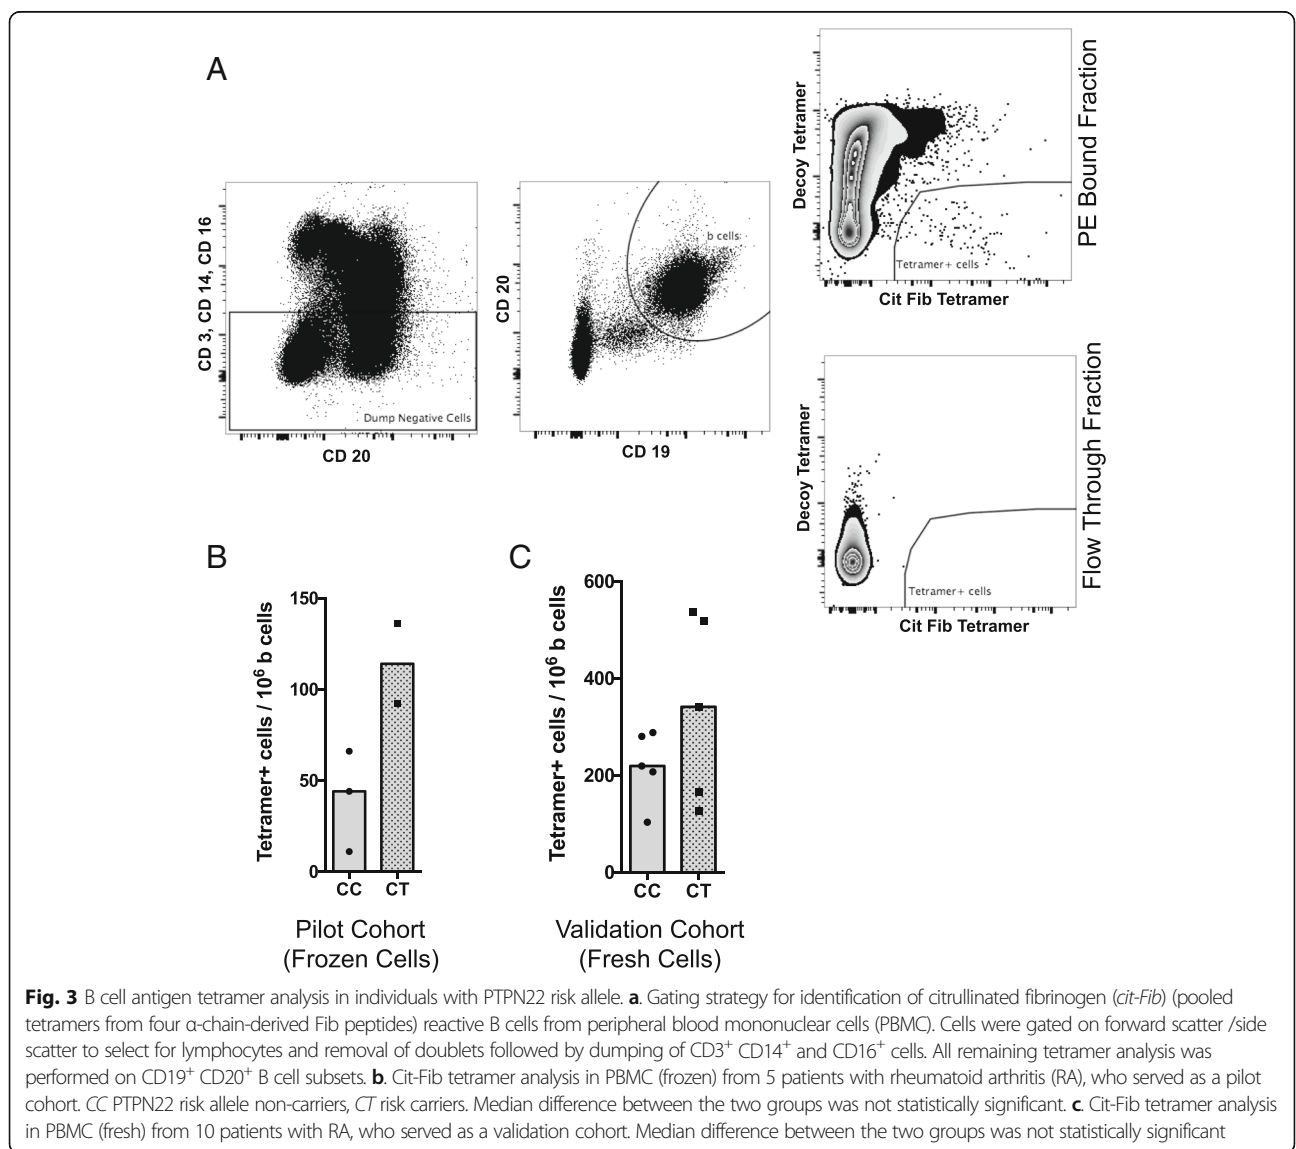 A
CD 3, CD 14, CD 16
Dump Negative Cells
CD 20
CD 20
b cells
CD 19
Decoy Tetramer
Tetramer+ cells
Cit Fib Tetramer
PE Bound Fraction
Decoy Tetramer
Tetramer+ cells
Cit Fib Tetramer
Flow Through Fraction
B
Tetramer+ cells / 10⁶ b cells
150
100
50
0
CC CT
Pilot Cohort
(Frozen Cells)
C
Tetramer+ cells / 10⁶ b cells
600
400
200
0
CC CT
Validation Cohort
(Fresh Cells)
Fig. 3 B cell antigen tetramer analysis in individuals with PTPN22 risk allele. a. Gating strategy for identification of citrullinated fibrinogen (cit-Fib) (pooled
tetramers from four α-chain-derived Fib peptides) reactive B cells from peripheral blood mononuclear cells (PBMC). Cells were gated on forward scatter /side
scatter to select for lymphocytes and removal of doublets followed by dumping of CD3⁺ CD14⁺ and CD16⁺ cells. All remaining tetramer analysis was
performed on CD19⁺ CD20⁺ B cell subsets. b. Cit-Fib tetramer analysis in PBMC (frozen) from 5 patients with rheumatoid arthritis (RA), who served as a pilot
cohort. CC PTPN22 risk allele non-carriers, CT risk carriers. Median difference between the two groups was not statistically significant. c. Cit-Fib tetramer analysis
in PBMC (fresh) from 10 patients with RA, who served as a validation cohort. Median difference between the two groups was not statistically significant